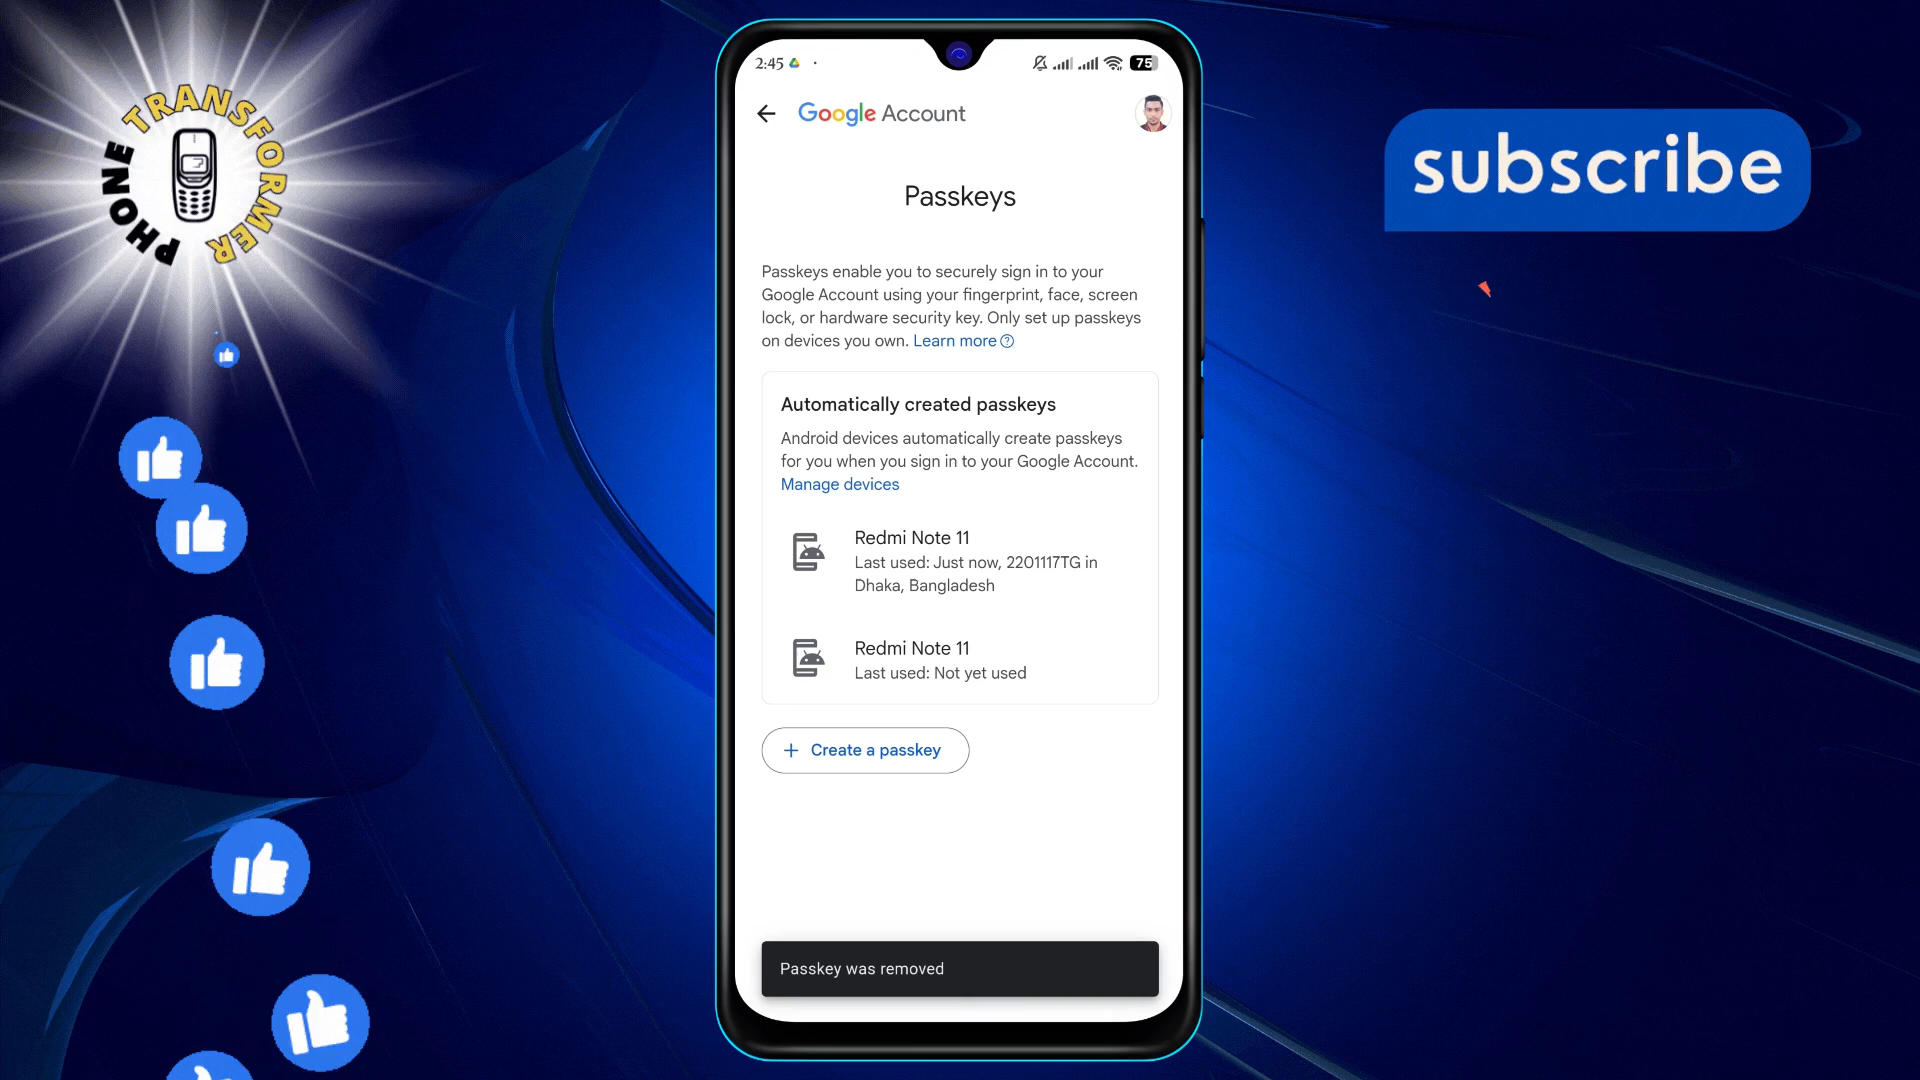 PHONE TRANSFORMER
subscribe
2:45
75
Google Account
Passkeys
Passkeys enable you to securely sign in to your
Google Account using your fingerprint, face, screen
lock, or hardware security key. Only set up passkeys
on devices you own. Learn more
Automatically created passkeys
Android devices automatically create passkeys
for you when you sign in to your Google Account.
Manage devices
Redmi Note 11
Last used: Just now, 2201117TG in
Dhaka, Bangladesh
Redmi Note 11
Last used: Not yet used
+ Create a passkey
Passkey was removed